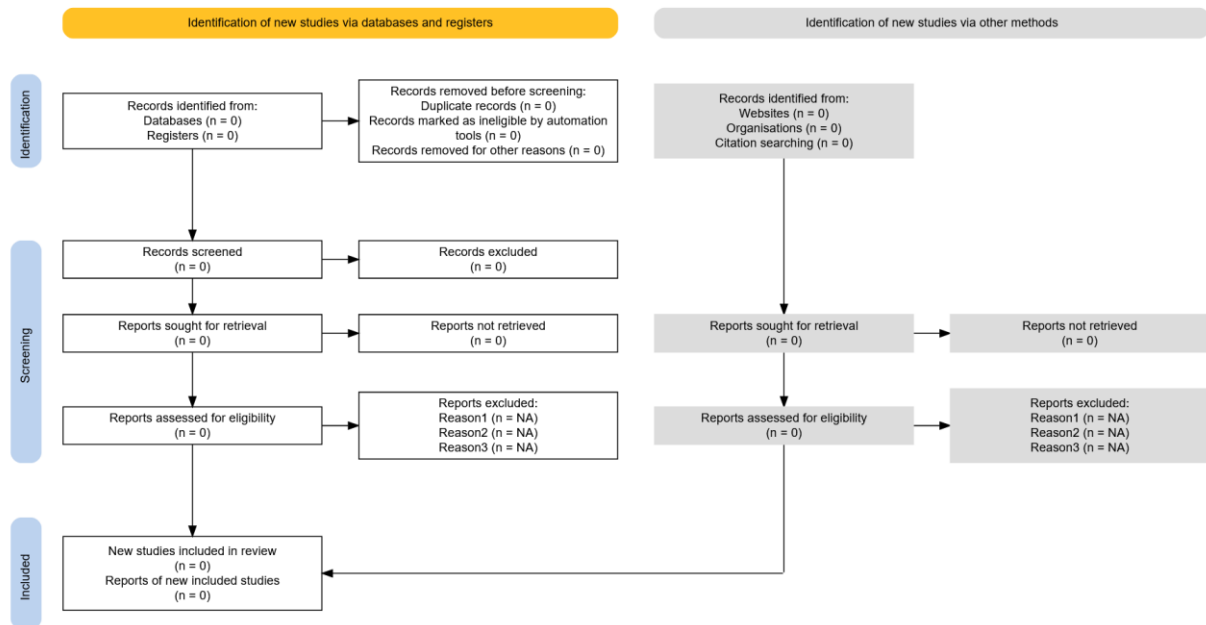 Identification of new studies via databases and registers
Identification of new studies via other methods
Identification
Records identified from:
Databases (n = 0)
Registers (n = 0)
Records removed before screening:
Duplicate records (n = 0)
Records marked as ineligible by automation
tools (n = 0)
Records removed for other reasons (n = 0)
Records identified from:
Websites (n = 0)
Organisations (n = 0)
Citation searching (n = 0)
Screening
Records screened
(n = 0)
Records excluded
(n = 0)
Reports sought for retrieval
(n = 0)
Reports not retrieved
(n = 0)
Reports sought for retrieval
(n = 0)
Reports not retrieved
(n = 0)
Reports assessed for eligibility
(n = 0)
Reports excluded:
Reason1 (n = NA)
Reason2 (n = NA)
Reason3 (n = NA)
Reports assessed for eligibility
(n = 0)
Reports excluded:
Reason1 (n = NA)
Reason2 (n = NA)
Reason3 (n = NA)
Included
New studies included in review
(n = 0)
Reports of new included studies
(n = 0)